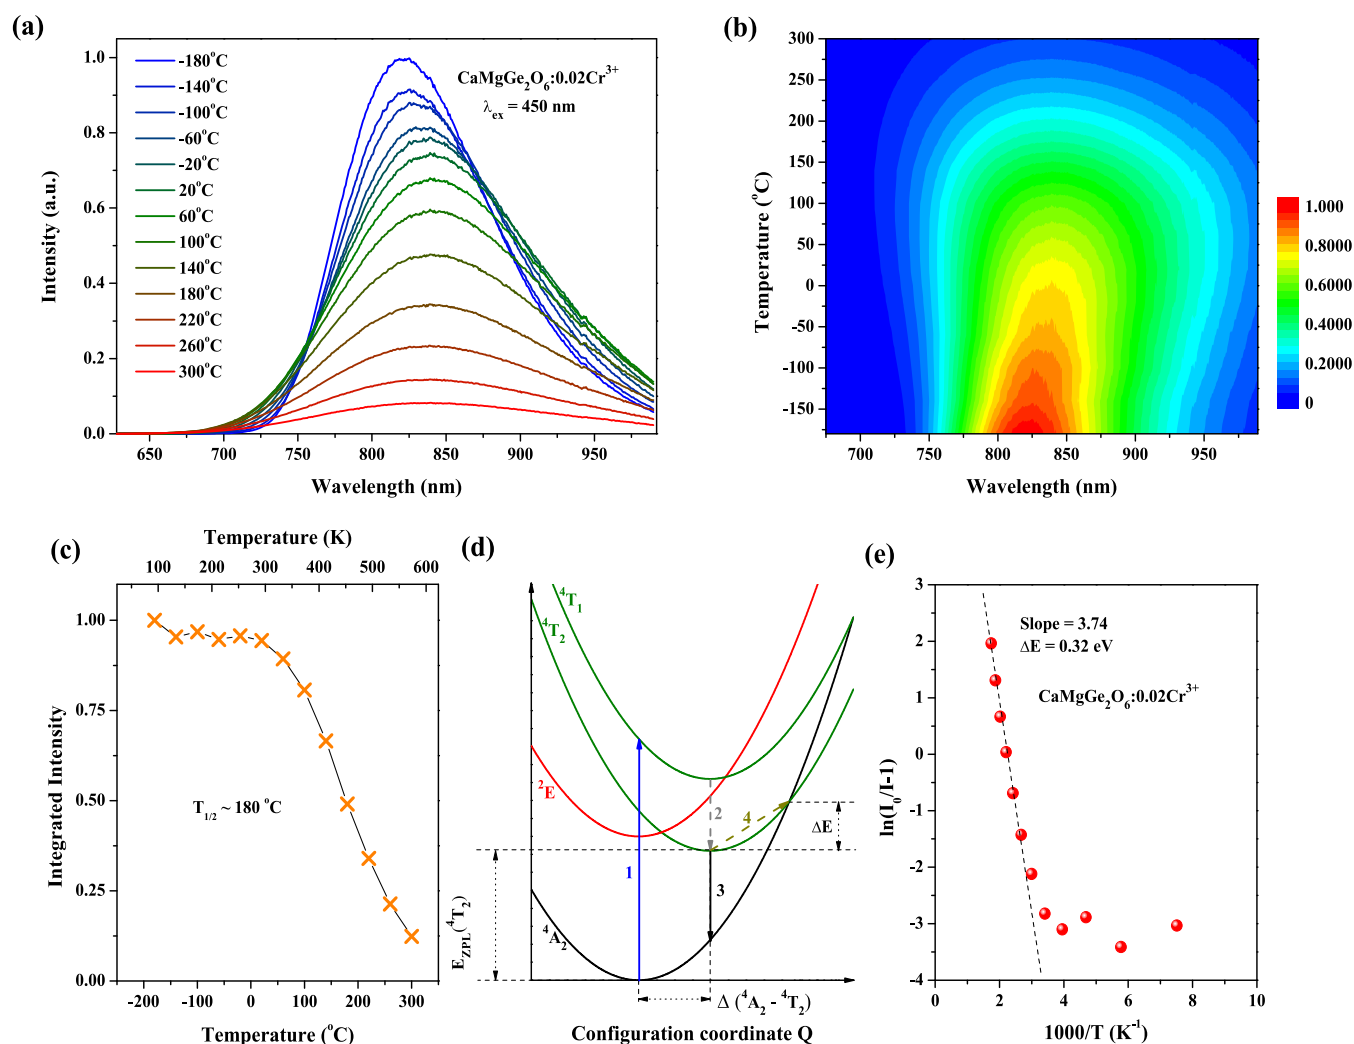 (a)
1.0
0.8
0.6
0.4
0.2
0.0
Intensity (a.u.)
-180°C
-140°C
-100°C
-60°C
-20°C
20°C
60°C
100°C
140°C
180°C
220°C
260°C
300°C
CaMgGe₂O₆:0.02Cr³⁺
λₑₓ = 450 nm
650 700 750 800 850 900 950
Wavelength (nm)
(b)
300
250
200
150
100
50
0
-50
-100
-150
Temperature (°C)
700 750 800 850 900 950
Wavelength (nm)
1.000
0.8000
0.6000
0.4000
0.2000
0
(c)
Temperature (K)
100 200 300 400 500 600
1.00
0.75
0.50
0.25
0.00
Integrated Intensity
T₁/₂ ~ 180 °C
-200 -100 0 100 200 300
Temperature (°C)
(d)
⁴T₁
⁴T₂
²E
⁴A₂
1
2
3
4
ΔE
E_ZPL(⁴T₂)
Δ (⁴A₂ - ⁴T₂)
Configuration coordinate Q
(e)
3
2
1
0
-1
-2
-3
-4
ln(I₀/I-1)
Slope = 3.74
ΔE = 0.32 eV
CaMgGe₂O₆:0.02Cr³⁺
0 2 4 6 8 10
1000/T (K⁻¹)